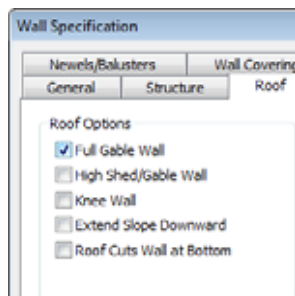 Wall Specification
Newels/Balusters Wall Covering
General Structure Roof
Roof Options
Full Gable Wall
High Shed/Gable Wall
Knee Wall
Extend Slope Downward
Roof Cuts Wall at Bottom